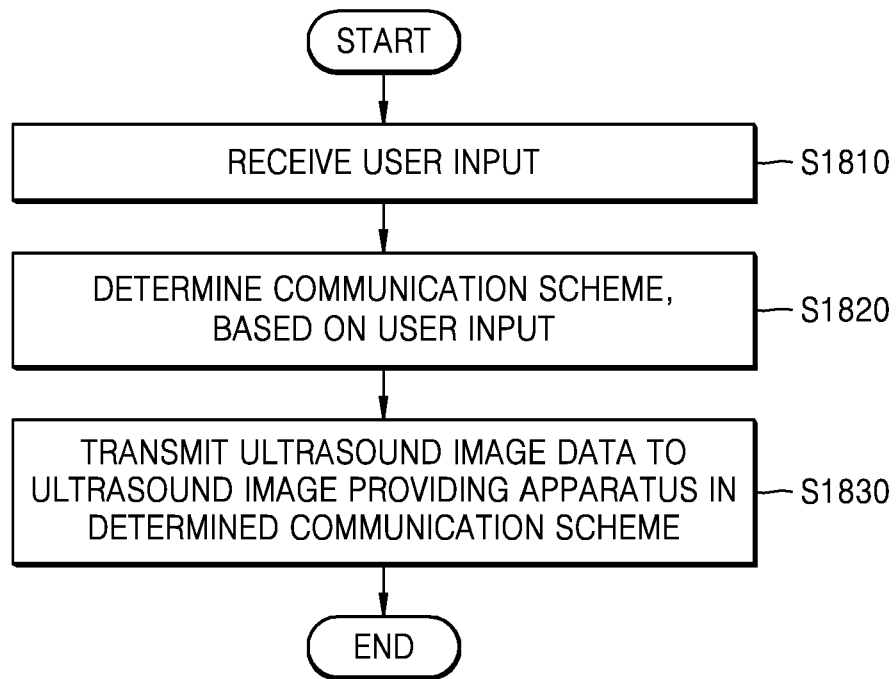 START
RECEIVE USER INPUT
S1810
DETERMINE COMMUNICATION SCHEME,
BASED ON USER INPUT
S1820
TRANSMIT ULTRASOUND IMAGE DATA TO
ULTRASOUND IMAGE PROVIDING APPARATUS IN
DETERMINED COMMUNICATION SCHEME
S1830
END